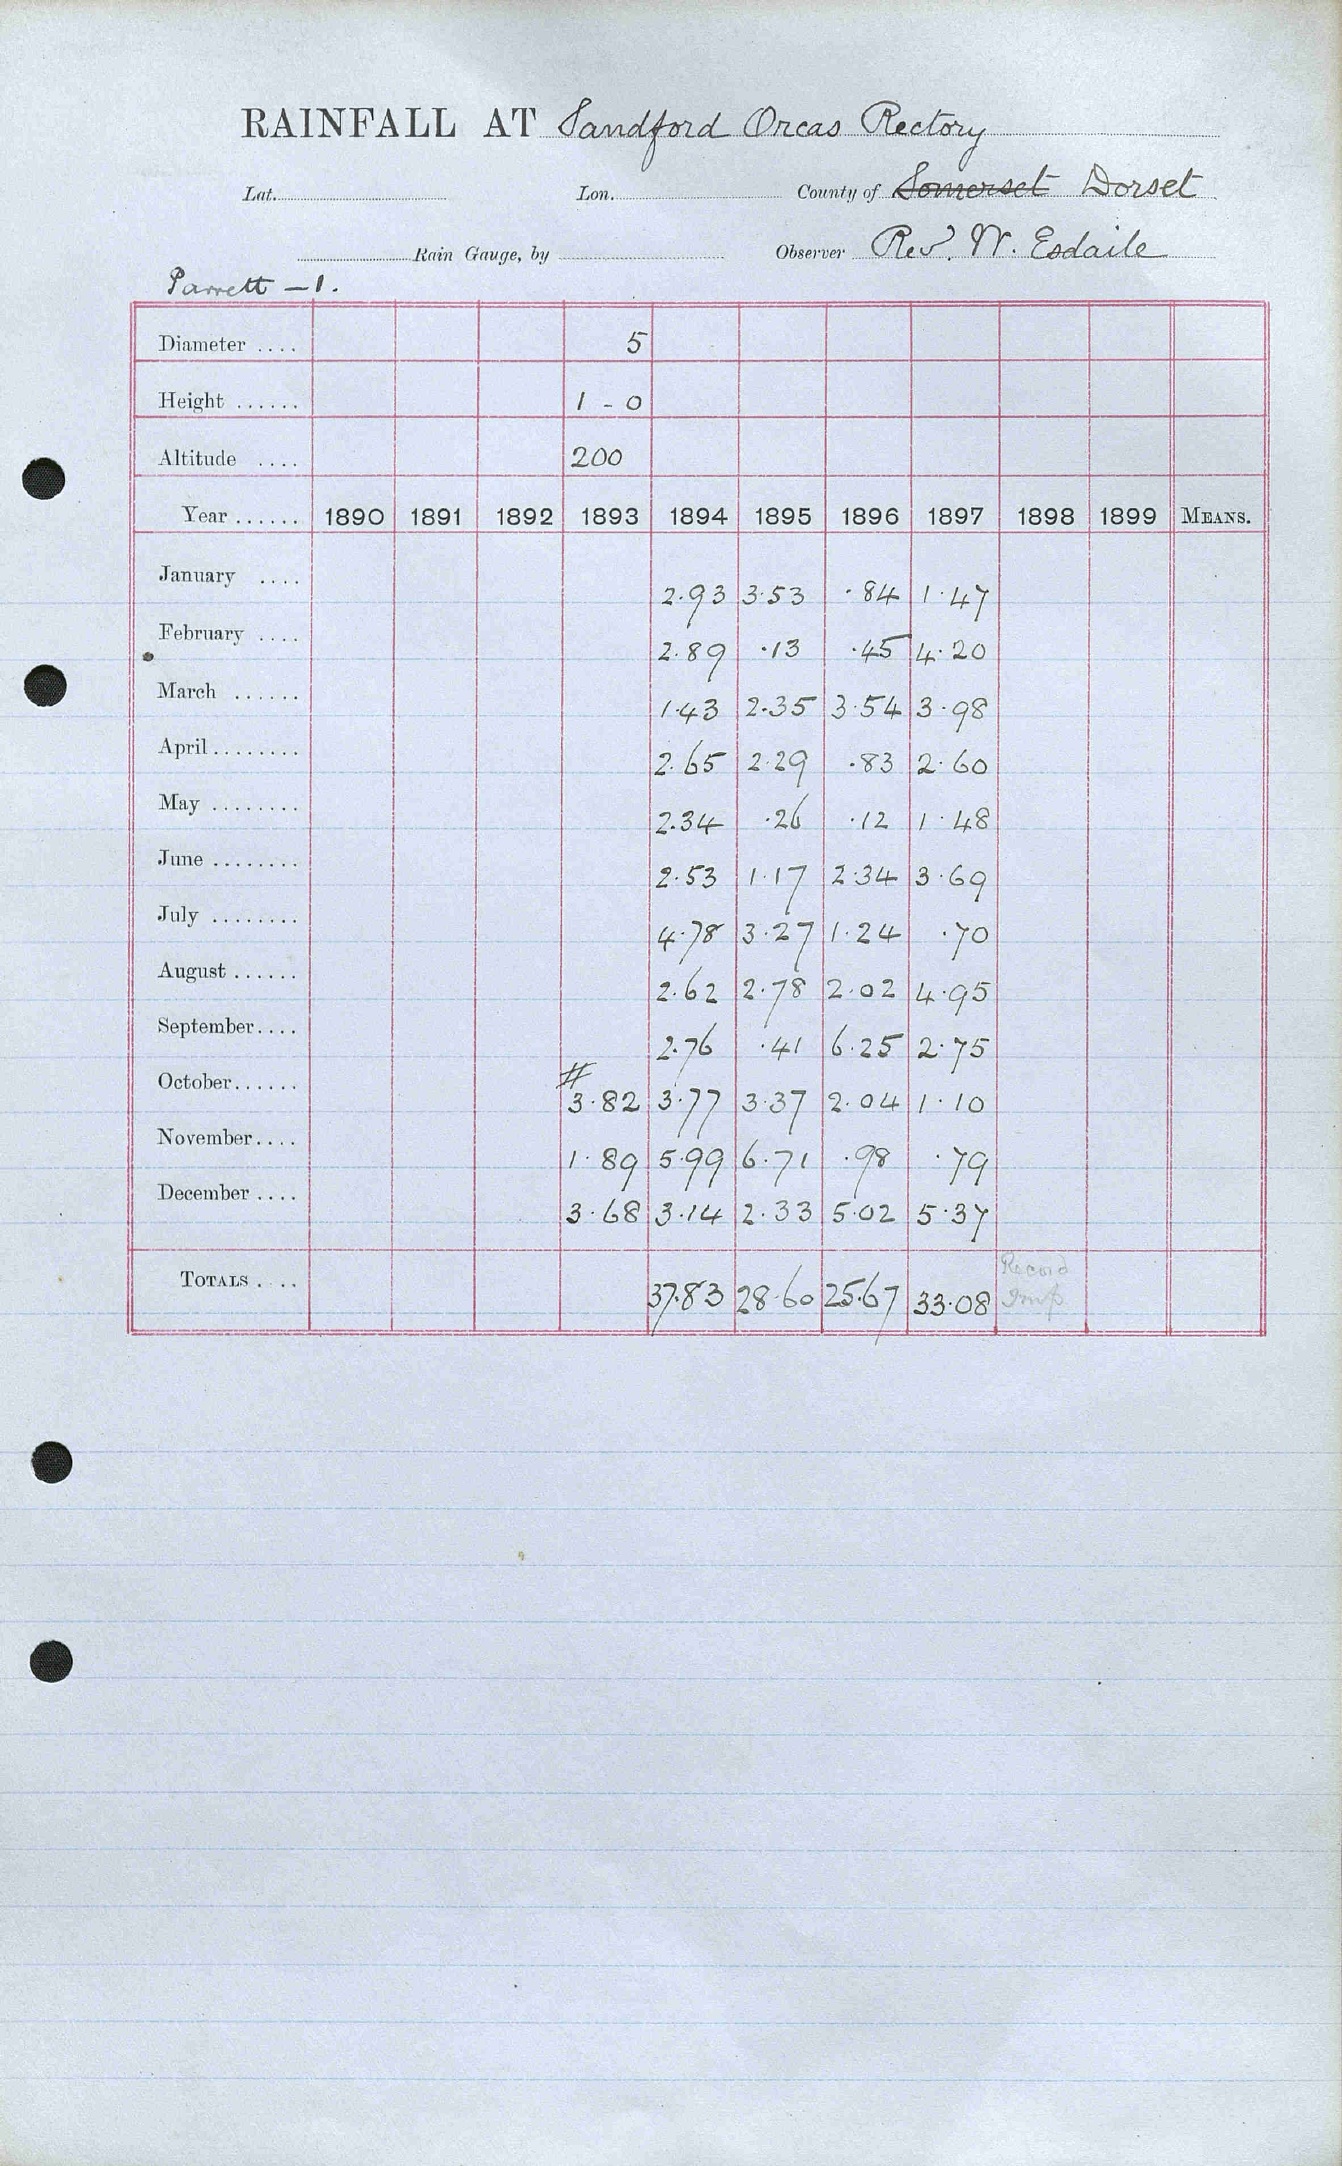 RAINFALL AT Sandford Orcas Rectory
Lat. Lon. County of Somerset Dorset
Rain Gauge, by Observer Rev. W. Esdaile
Parrett — 1.
Diameter .... 5
Height ...... 1 - 0
Altitude .... 200
Year ...... 1890 1891 1892 1893 1894 1895 1896 1897 1898 1899 MEANS.
January .... 2.93 3.53 .84 1.47
February .... 2.89 .13 .45 4.20
March ...... 1.43 2.35 3.54 3.98
April ........ 2.65 2.29 .83 2.60
May ........ 2.34 .26 .12 1.48
June ........ 2.53 1.17 2.34 3.69
July ........ 4.78 3.27 1.24 .70
August ...... 2.62 2.78 2.02 4.95
September .... 2.76 .41 6.25 2.75
#
October ...... 3.82 3.77 3.37 2.04 1.10
November .... 1.89 5.99 6.71 .98 .79
December .... 3.68 3.14 2.33 5.02 5.37
Record
TOTALS .... 37.83 28.60 25.67 33.08 Imp.